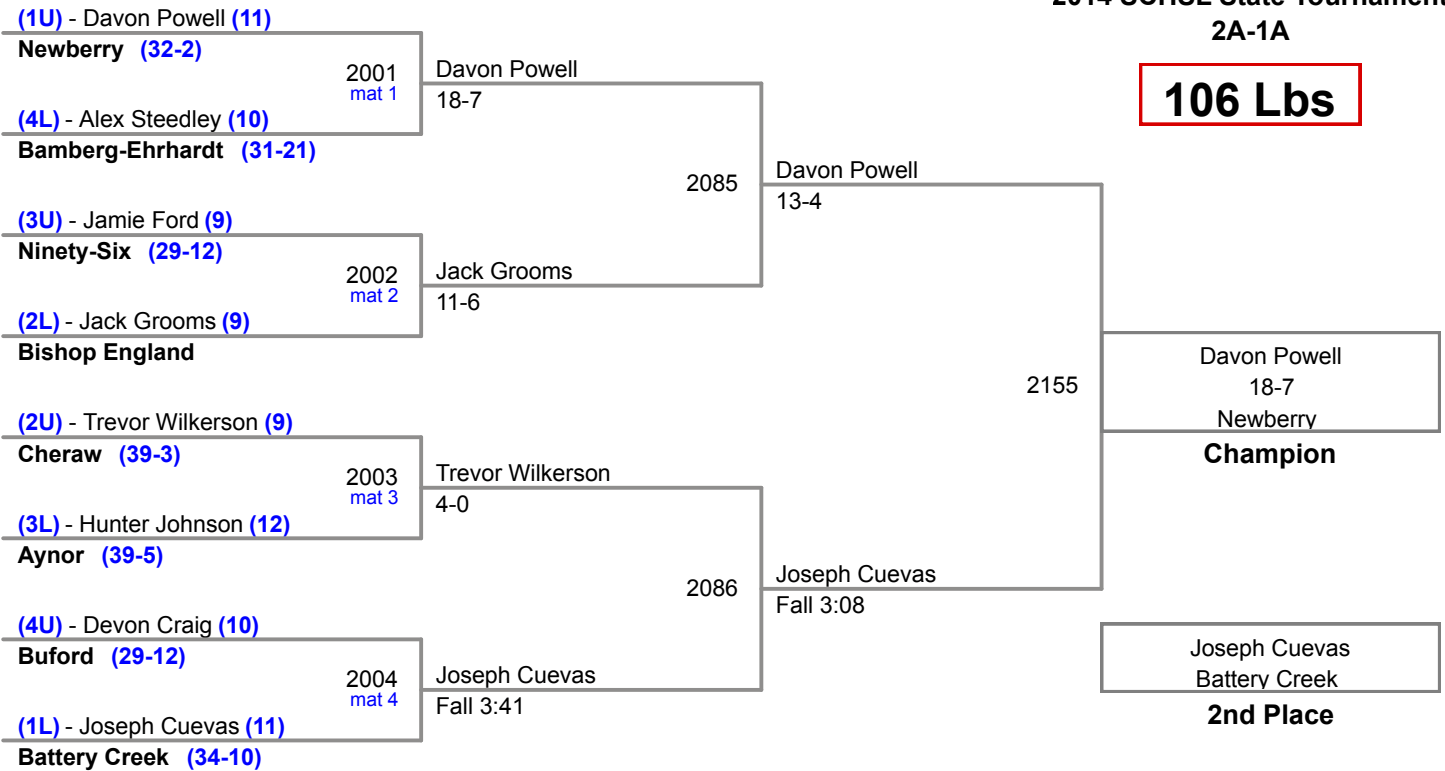 2014 SCHSL State Tournament
2A-1A
106 Lbs
(1U) - Davon Powell (11)
Newberry (32-2)
2001
mat 1
(4L) - Alex Steedley (10)
Bamberg-Ehrhardt (31-21)
(3U) - Jamie Ford (9)
Ninety-Six (29-12)
2002
mat 2
(2L) - Jack Grooms (9)
Bishop England
(2U) - Trevor Wilkerson (9)
Cheraw (39-3)
2003
mat 3
(3L) - Hunter Johnson (12)
Aynor (39-5)
(4U) - Devon Craig (10)
Buford (29-12)
2004
mat 4
(1L) - Joseph Cuevas (11)
Battery Creek (34-10)
Davon Powell
18-7
2085
Jack Grooms
11-6
Trevor Wilkerson
4-0
2086
Joseph Cuevas
Fall 3:41
Davon Powell
13-4
2155
Joseph Cuevas
Fall 3:08
Davon Powell
18-7
Newberry
Champion
Joseph Cuevas
Battery Creek
2nd Place